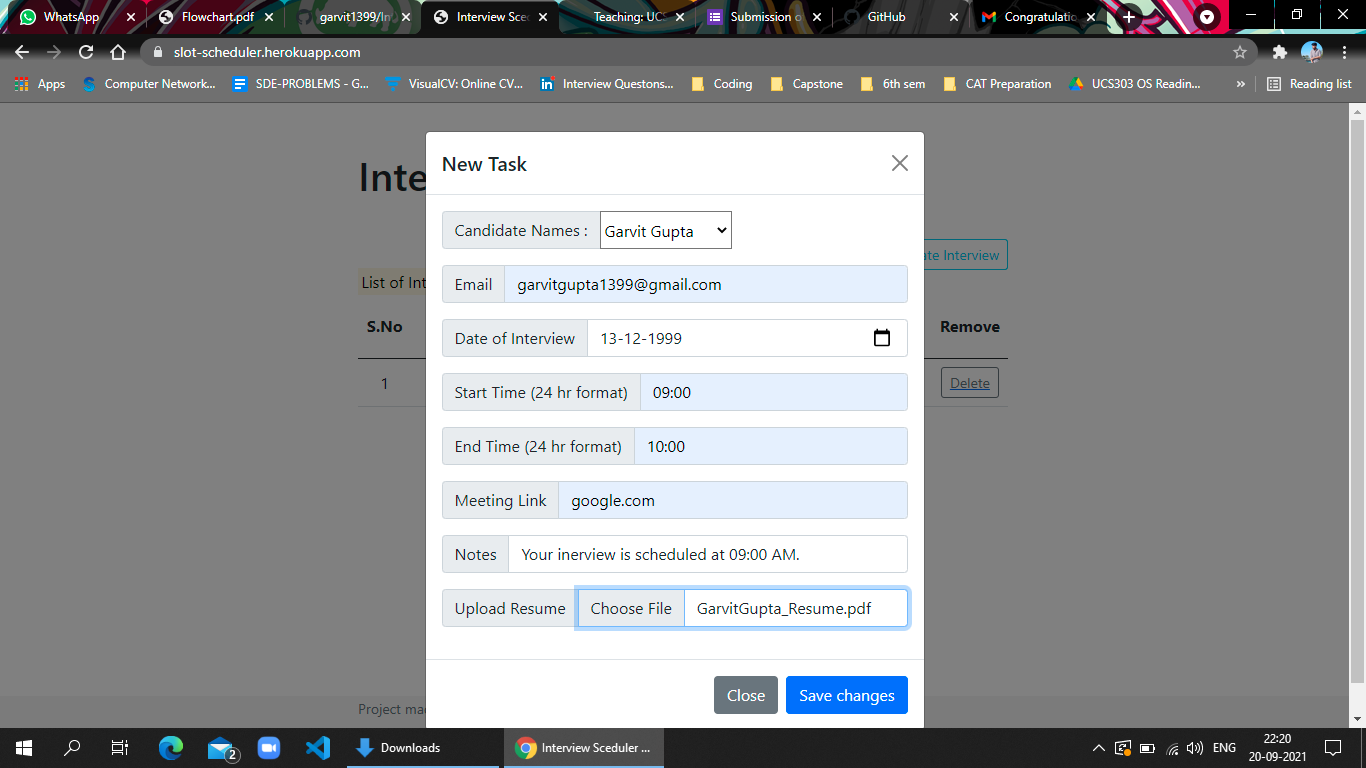 WhatsApp
Flowchart.pdf
garvit1399/Int
Interview Sced
Teaching: UCS
Submission o
GitHub
Congratulatio
slot-scheduler.herokuapp.com
Apps
Computer Network...
SDE-PROBLEMS - G...
VisualCV: Online CV...
Interview Questons...
Coding
Capstone
6th sem
CAT Preparation
UCS303 OS Readin...
»
Reading list
New Task
Inte
Candidate Names :
Garvit Gupta
ate Interview
List of Int
Email
garvitgupta1399@gmail.com
S.No
Date of Interview
13-12-1999
Remove
1
Start Time (24 hr format)
09:00
Delete
End Time (24 hr format)
10:00
Meeting Link
google.com
Notes
Your inerview is scheduled at 09:00 AM.
Upload Resume
Choose File
GarvitGupta_Resume.pdf
Close
Save changes
Project mad
2
Downloads
Interview Sceduler ...
ENG
22:20
20-09-2021